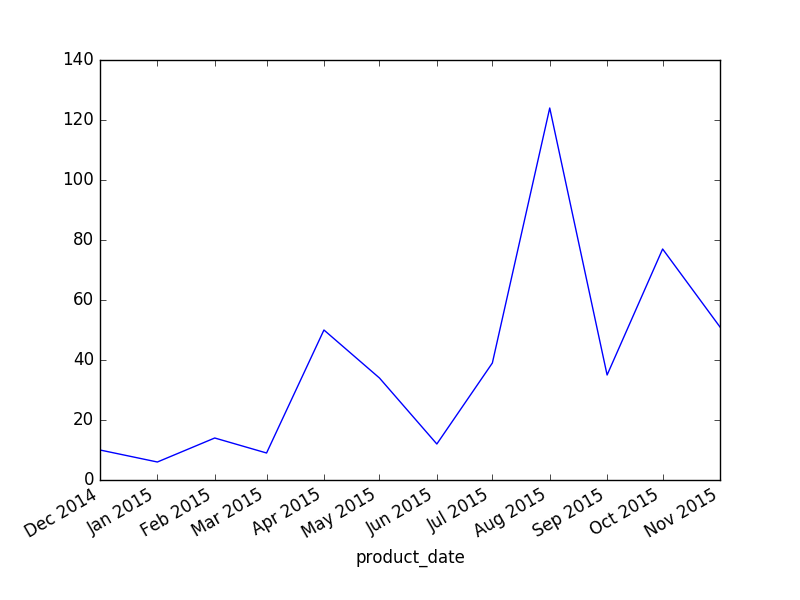 140
120
100
80
60
40
20
0
Dec 2014
Jan 2015
Feb 2015
Mar 2015
Apr 2015
May 2015
Jun 2015
Jul 2015
Aug 2015
Sep 2015
Oct 2015
Nov 2015
product_date